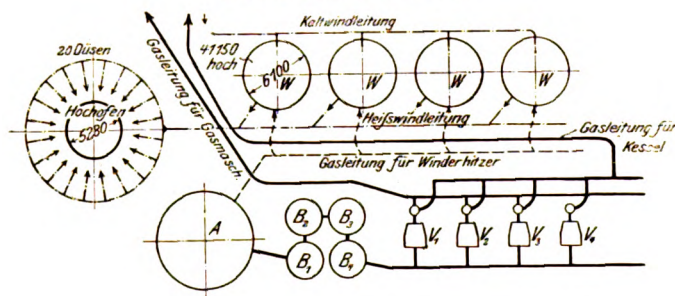 Kaltwindleitung
20 Düsen
41150
hoch
6100
W
W
W
W
Hochofen
5280
Gasleitung für Gasmasch.
Heißwindleitung
Gasleitung für
Kessel
Gasleitung für Winderhitzer
A
B2
B3
B1
B4
V1
V2
V3
V4